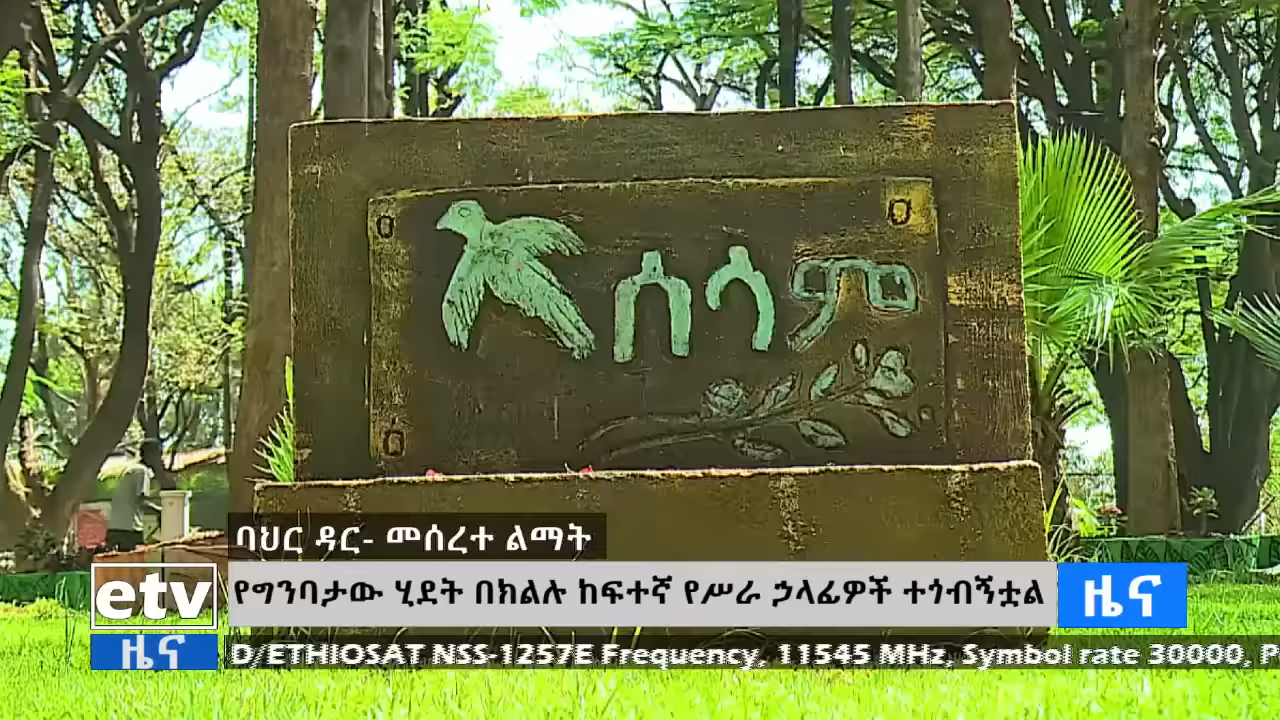 ሰላም
ባህር ዳር- መሰረተ ልማት
የግንባታው ሂደት በክልሉ ከፍተኛ የሥራ ኃላፊዎች ተጎብኝቷል
ዜና
etv
ዜና
D/ETHIOSAT NSS-1257E Frequency, 11545 MHz, Symbol rate 30000, P